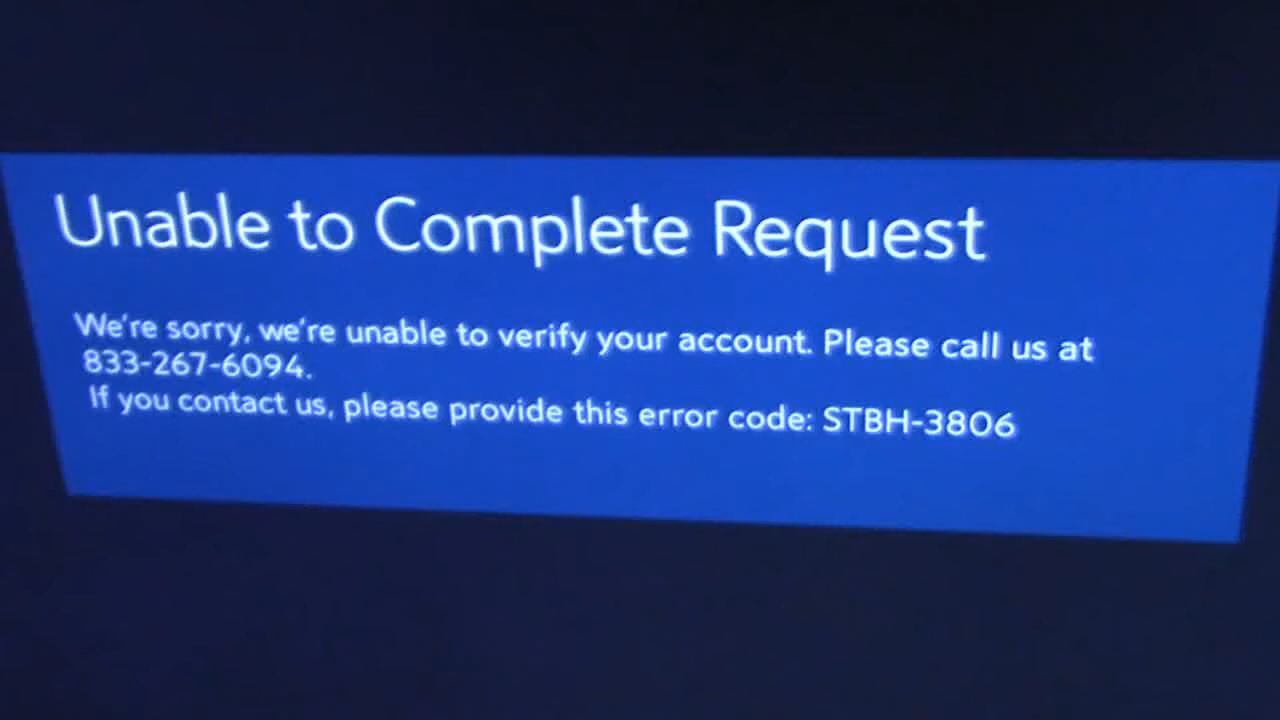 Unable to Complete Request
We're sorry, we're unable to verify your account. Please call us at
833-267-6094.
If you contact us, please provide this error code: STBH-3806